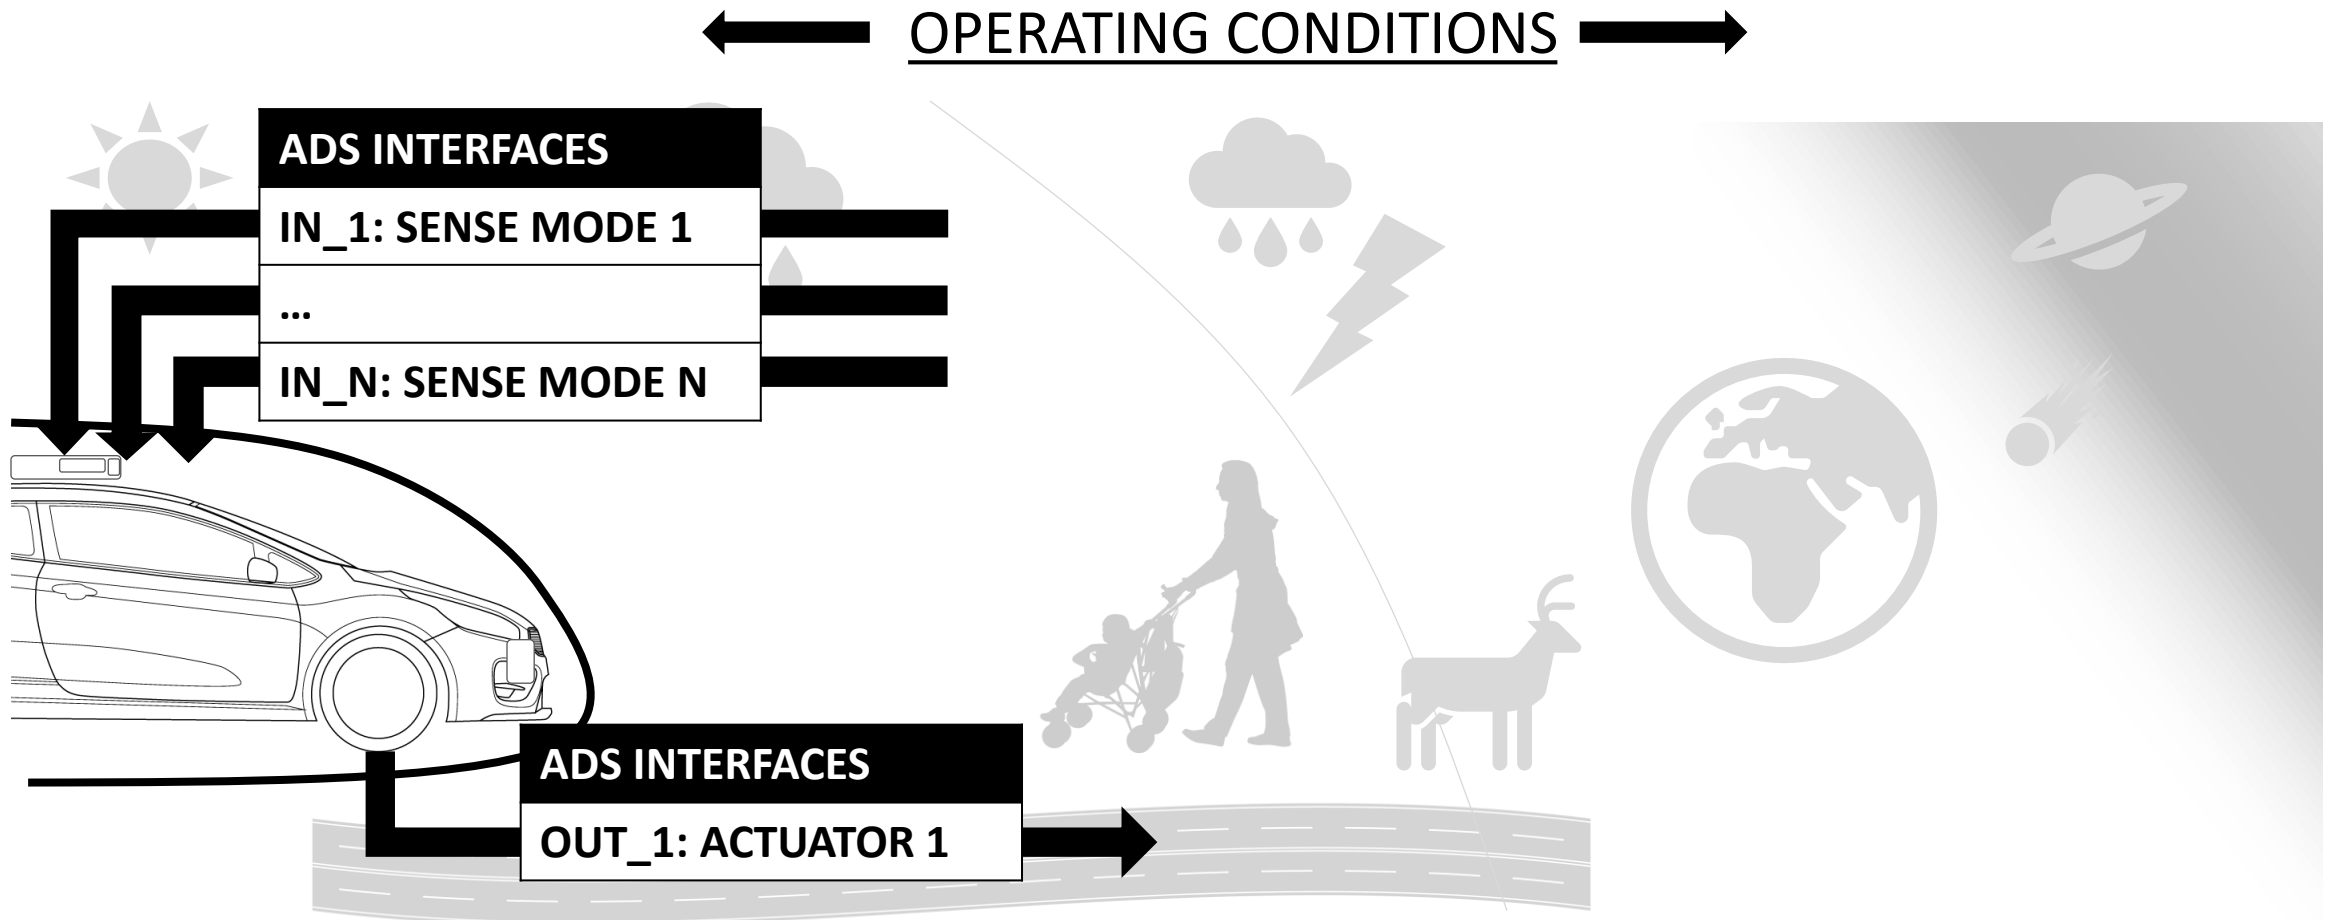 OPERATING CONDITIONS
ADS INTERFACES
IN_1: SENSE MODE 1
...
IN_N: SENSE MODE N
ADS INTERFACES
OUT_1: ACTUATOR 1